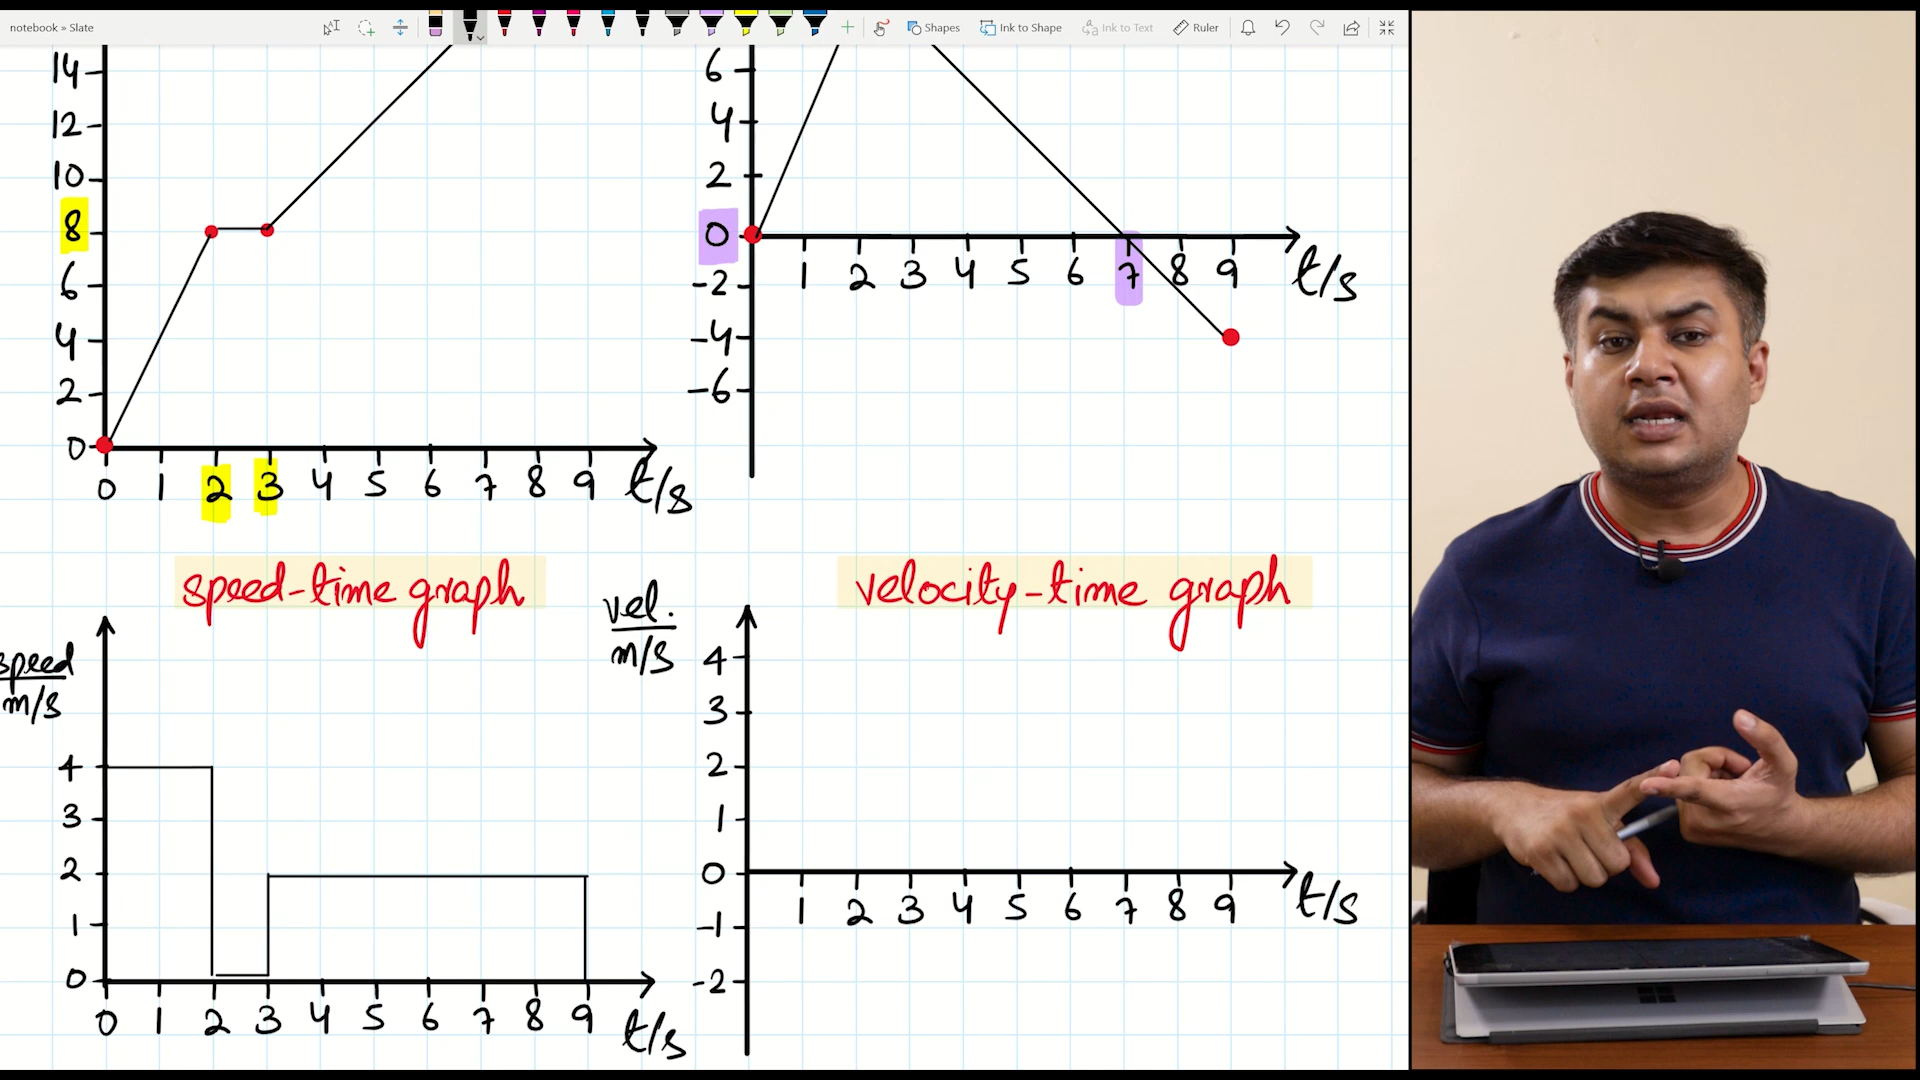 notebook » Slate
Shapes
Ink to Shape
Ink to Text
Ruler
14
12
10
8
6
4
2
0
0 1 2 3 4 5 6 7 8 9 t/s
6
4
2
0
1 2 3 4 5 6 7 8 9 t/s
-2
-4
-6
speed-time graph
speed
m/s
4
3
2
1
0
0 1 2 3 4 5 6 7 8 9 t/s
velocity-time graph
vel.
m/s
4
3
2
1
0
1 2 3 4 5 6 7 8 9 t/s
-1
-2